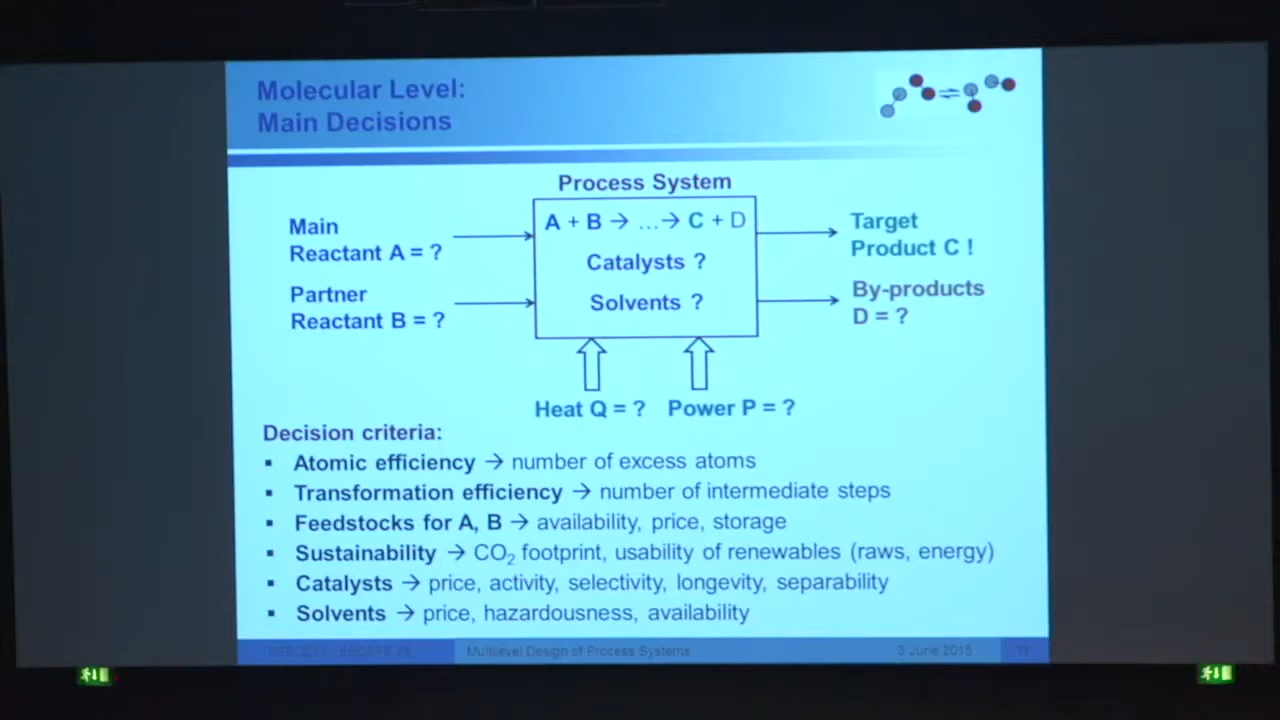 Molecular Level:
Main Decisions
Process System
Main
Reactant A = ?
Partner
Reactant B = ?
A + B → ...→ C + D
Catalysts ?
Solvents ?
Target
Product C !
By-products
D = ?
Heat Q = ?
Power P = ?
Decision criteria:
▪ Atomic efficiency → number of excess atoms
▪ Transformation efficiency → number of intermediate steps
▪ Feedstocks for A, B → availability, price, storage
▪ Sustainability → CO₂ footprint, usability of renewables (raws, energy)
▪ Catalysts → price, activity, selectivity, longevity, separability
▪ Solvents → price, hazardousness, availability
Multilevel Design of Process Systems
3 June 2015